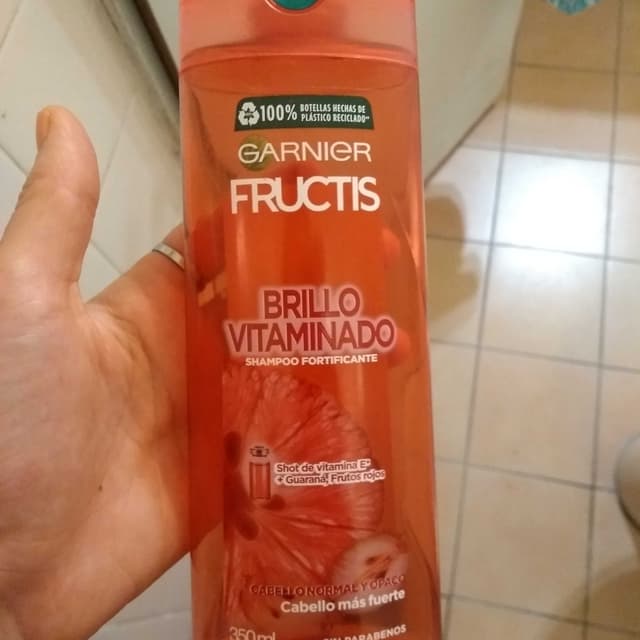 100% BOTELLAS HECHAS DE
PLÁSTICO RECICLADO**
GARNIER
FRUCTIS
BRILLO
VITAMINADO
SHAMPOO FORTIFICANTE
Shot de vitamina E*
+ Guaraná, Frutos rojos
CABELLO NORMAL Y OPACO
Cabello más fuerte
350 ml
SIN PARABENOS